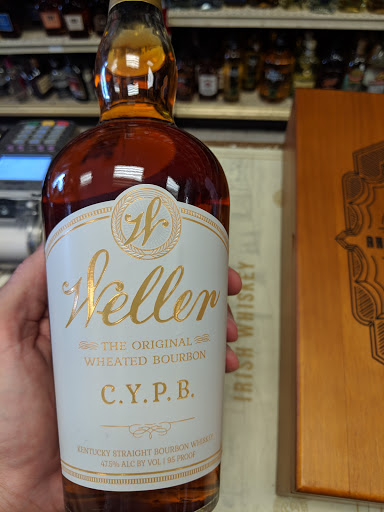 W
Weller
THE ORIGINAL
WHEATED BOURBON
C.Y.P.B.
KENTUCKY STRAIGHT BOURBON WHISKEY
47.5% ALC BY VOL | 95 PROOF
IRISH WHISKEY